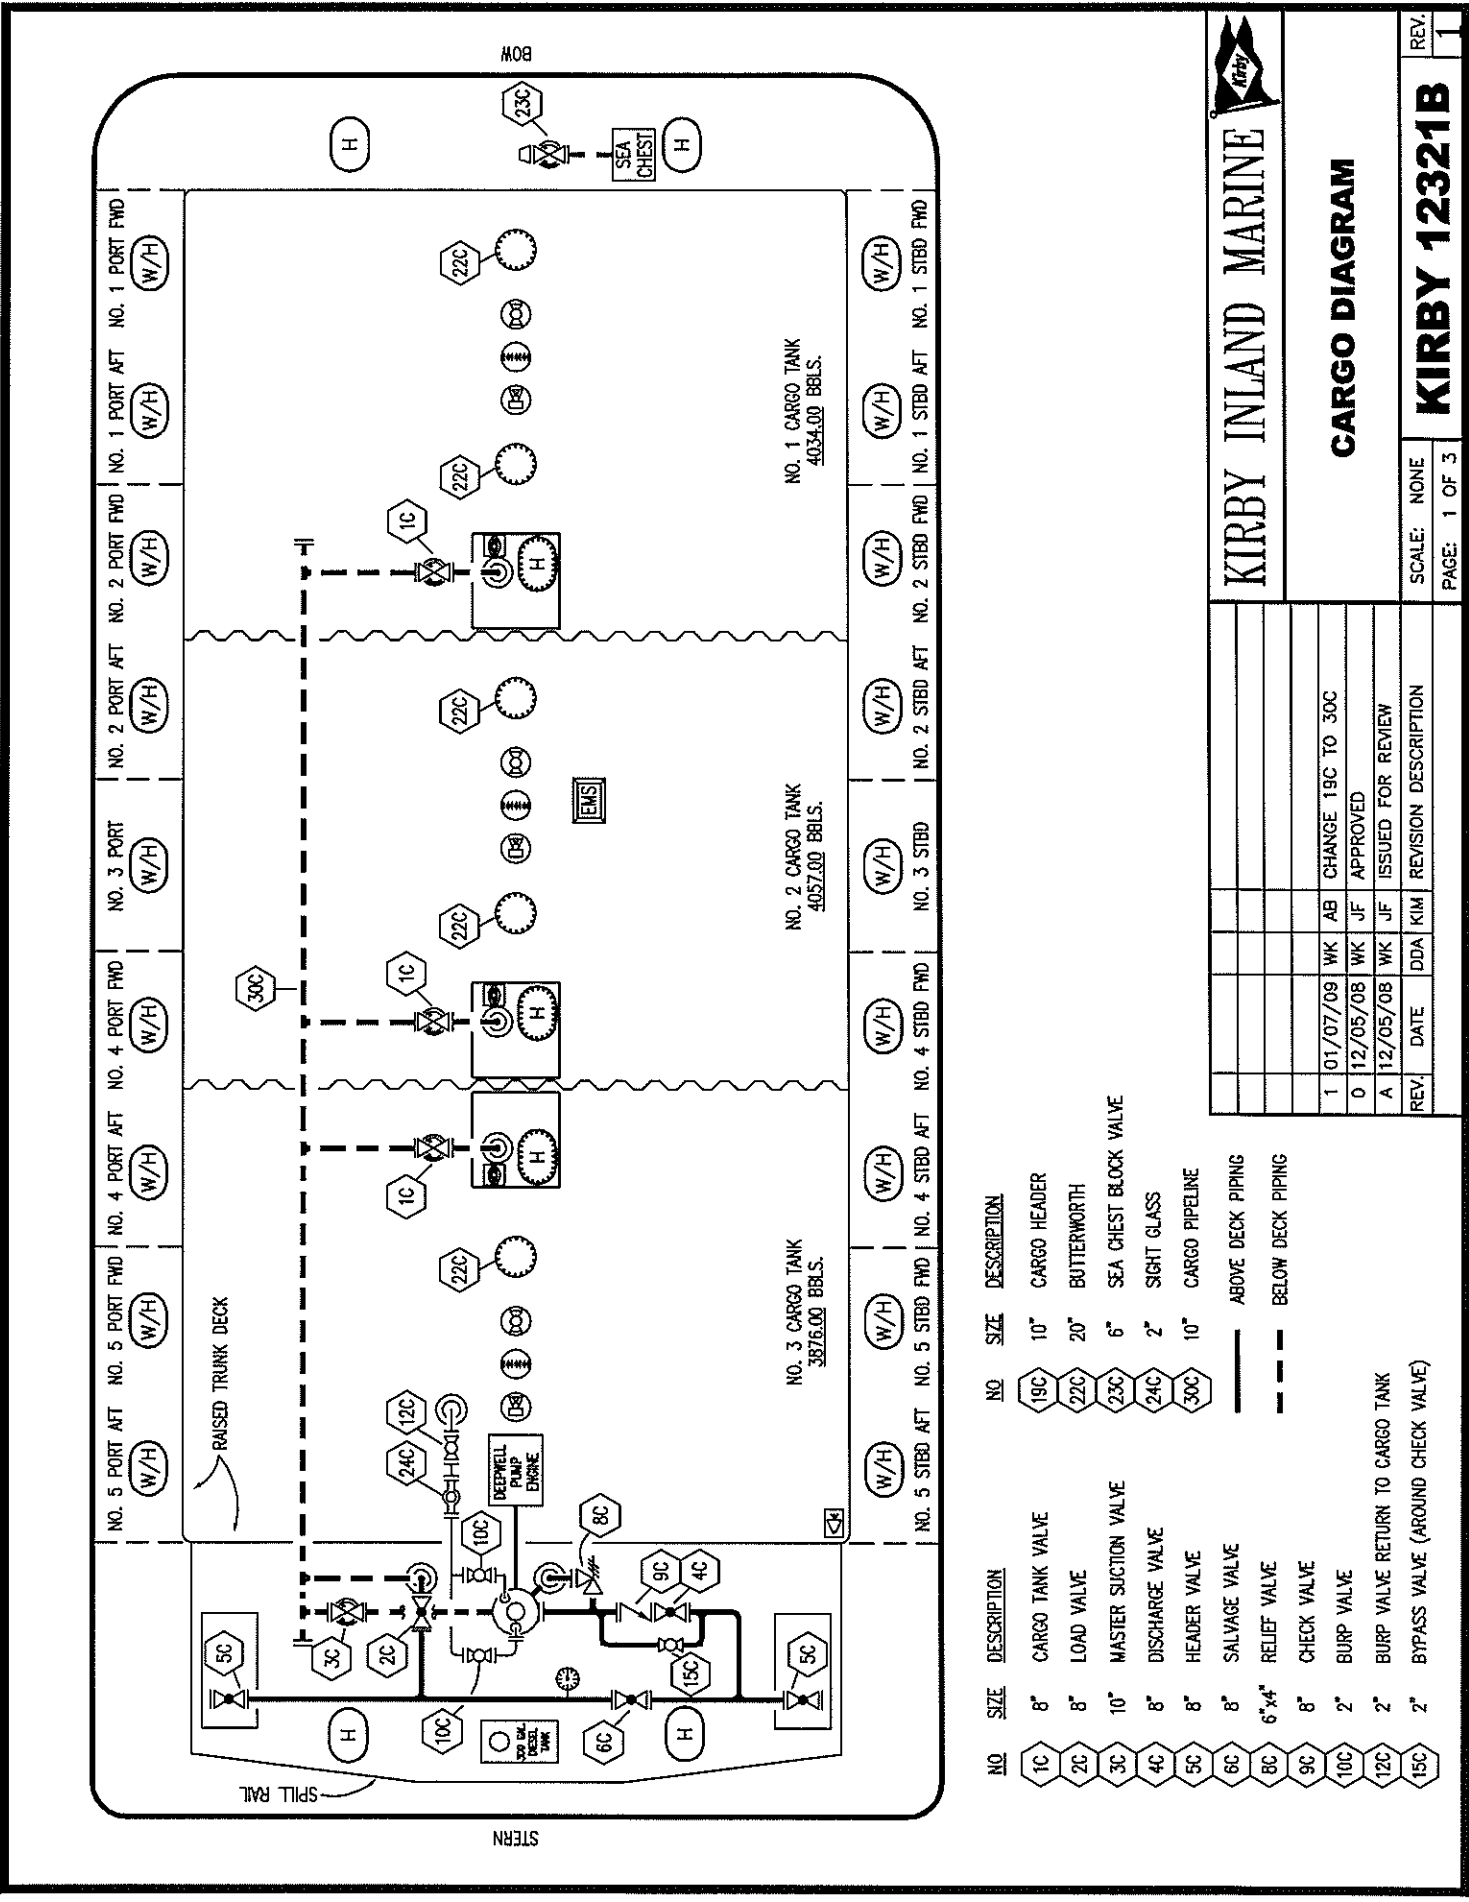 STERN
BOW
SPILL RAIL
RAISED TRUNK DECK
NO. 5 PORT AFT
NO. 5 PORT FWD
NO. 4 PORT AFT
NO. 4 PORT FWD
NO. 3 PORT
NO. 2 PORT AFT
NO. 2 PORT FWD
NO. 1 PORT AFT
NO. 1 PORT FWD
W/H
W/H
W/H
W/H
W/H
W/H
W/H
W/H
W/H
5C
3C
2C
10C
10C
24C
12C
22C
1C
30C
1C
22C
22C
1C
22C
22C
23C
H
H
H
H
H
H
H
300 GAL.
DIESEL
TANK
DEEPWELL
PUMP
ENGINE
6C
15C
9C
4C
8C
5C
EMS
SEA
CHEST
NO. 3 CARGO TANK
3876.00 BBLS.
NO. 2 CARGO TANK
4057.00 BBLS.
NO. 1 CARGO TANK
4034.00 BBLS.
W/H
W/H
W/H
W/H
W/H
W/H
W/H
W/H
W/H
NO. 5 STBD AFT
NO. 5 STBD FWD
NO. 4 STBD AFT
NO. 4 STBD FWD
NO. 3 STBD
NO. 2 STBD AFT
NO. 2 STBD FWD
NO. 1 STBD AFT
NO. 1 STBD FWD
NO SIZE DESCRIPTION
1C 8" CARGO TANK VALVE
2C 8" LOAD VALVE
3C 10" MASTER SUCTION VALVE
4C 8" DISCHARGE VALVE
5C 8" HEADER VALVE
6C 8" SALVAGE VALVE
8C 6"x4" RELIEF VALVE
9C 8" CHECK VALVE
10C 2" BURP VALVE
12C 2" BURP VALVE RETURN TO CARGO TANK
15C 2" BYPASS VALVE (AROUND CHECK VALVE)
NO SIZE DESCRIPTION
19C 10" CARGO HEADER
22C 20" BUTTERWORTH
23C 6" SEA CHEST BLOCK VALVE
24C 2" SIGHT GLASS
30C 10" CARGO PIPELINE
ABOVE DECK PIPING
BELOW DECK PIPING
1 01/07/09 WK AB CHANGE 19C TO 30C
0 12/05/08 WK JF APPROVED
A 12/05/08 WK JF ISSUED FOR REVIEW
REV. DATE DDA KIM REVISION DESCRIPTION
KIRBY INLAND MARINE
Kirby
CARGO DIAGRAM
SCALE: NONE
PAGE: 1 OF 3
KIRBY 12321B
REV.
1